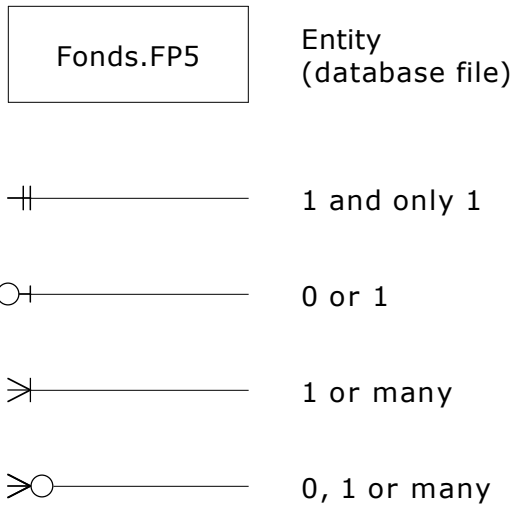 Fonds.FP5
Entity
(database file)
1 and only 1
0 or 1
1 or many
0, 1 or many